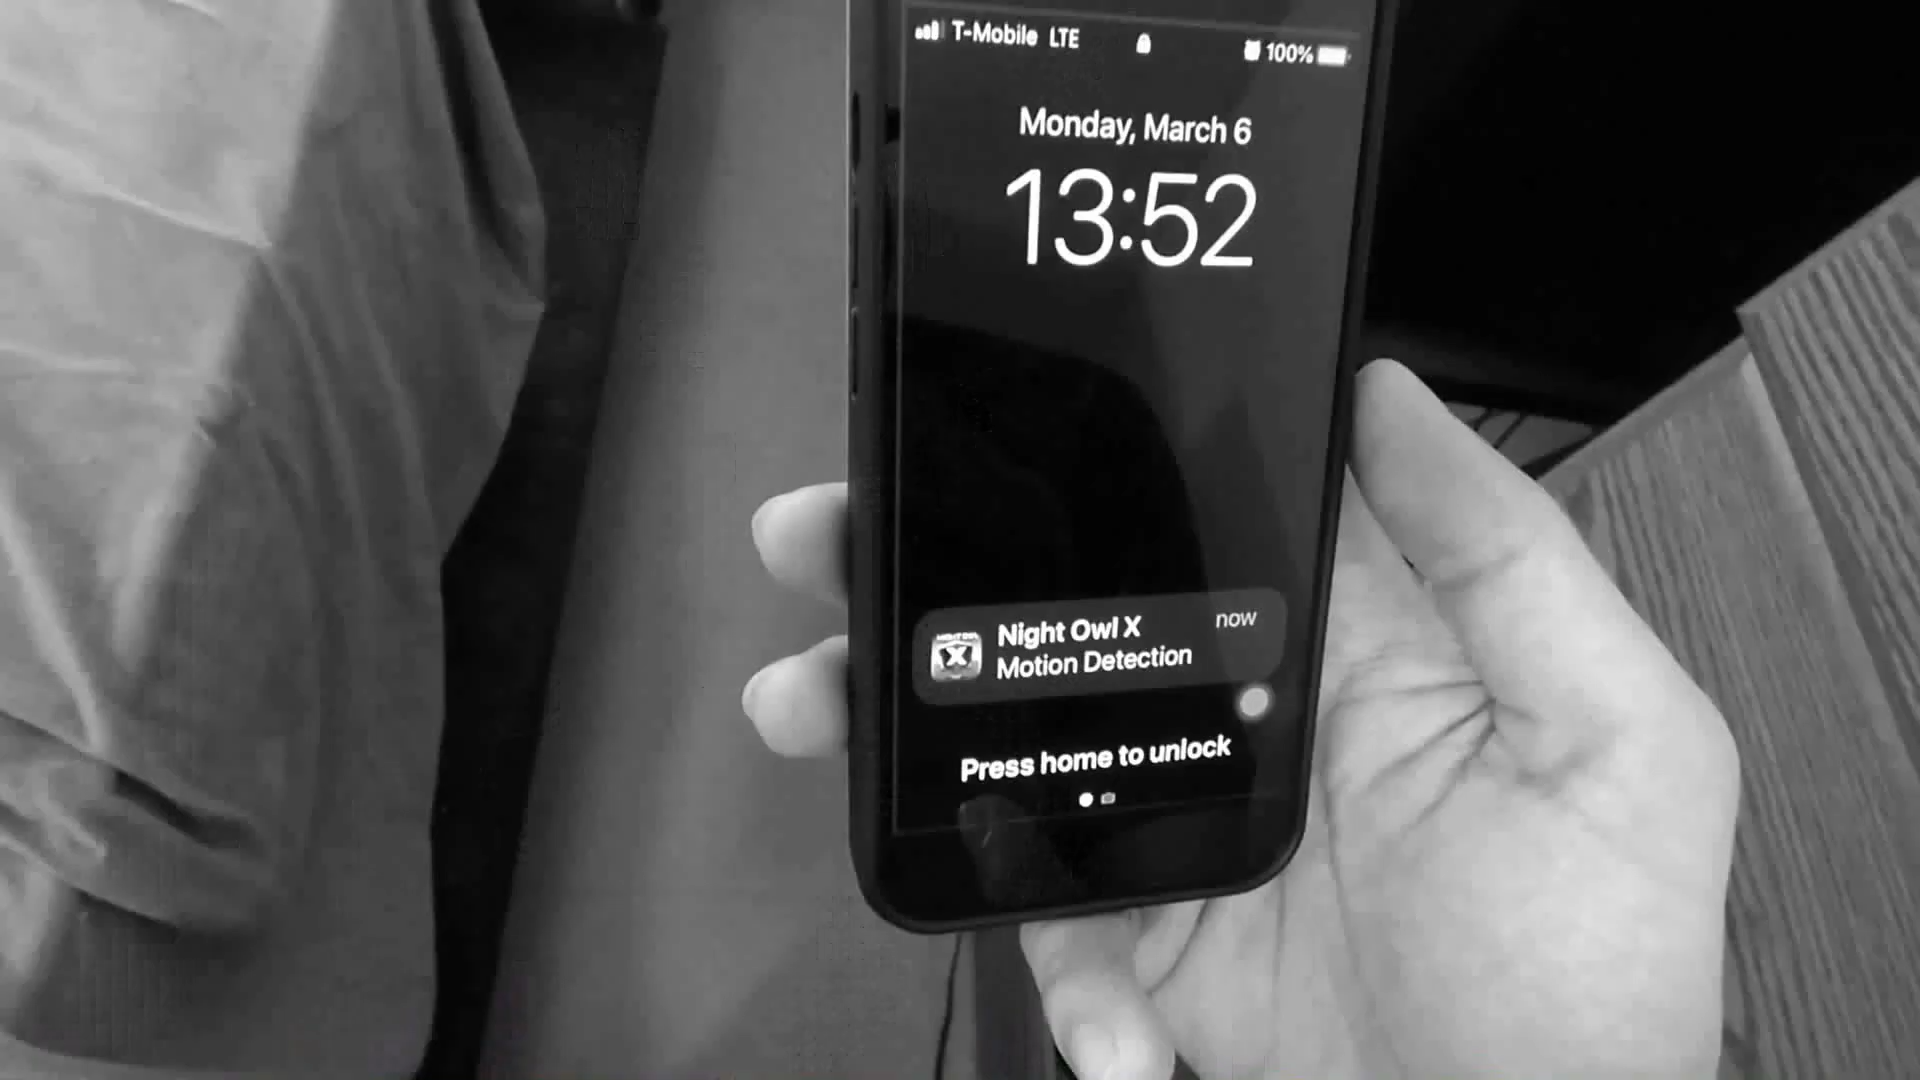 T-Mobile LTE 100%
Monday, March 6
13:52
Night Owl X now
Motion Detection
Press home to unlock